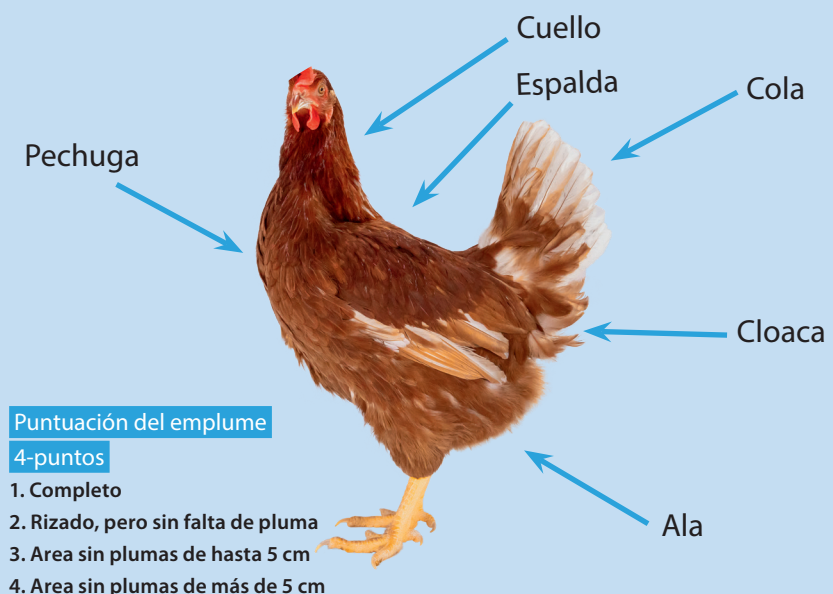 Cuello
Espalda
Cola
Pechuga
Cloaca
Ala
Puntuación del emplume
4-puntos
1. Completo
2. Rizado, pero sin falta de pluma
3. Area sin plumas de hasta 5 cm
4. Area sin plumas de más de 5 cm